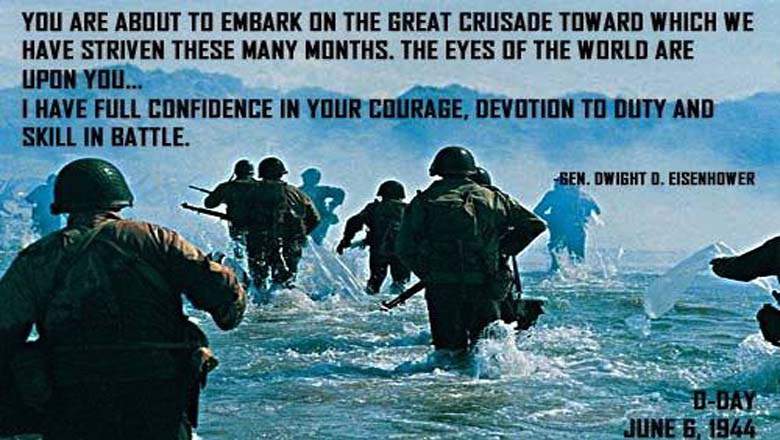 YOU ARE ABOUT TO EMBARK ON THE GREAT CRUSADE TOWARD WHICH WE
HAVE STRIVEN THESE MANY MONTHS. THE EYES OF THE WORLD ARE
UPON YOU...
I HAVE FULL CONFIDENCE IN YOUR COURAGE, DEVOTION TO DUTY AND
SKILL IN BATTLE.
-GEN. DWIGHT D. EISENHOWER
D-DAY
JUNE 6, 1944